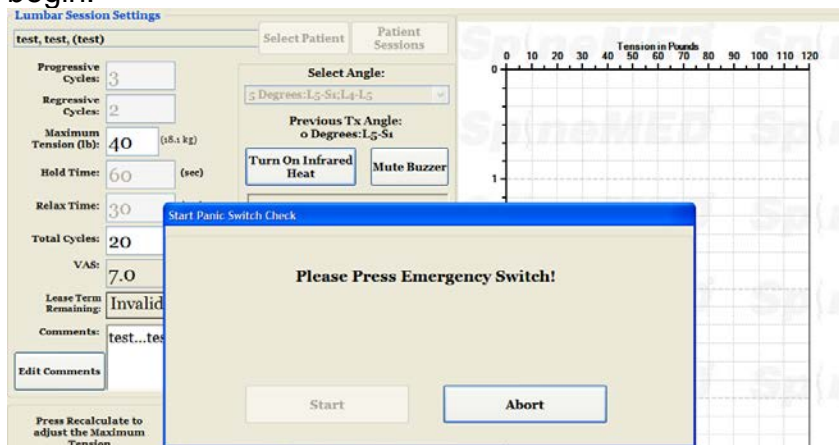 begin.
Lumbar Session Settings
test, test, (test)
Select Patient
Patient
Sessions
Progressive
Cycles:
3
Regressive
Cycles:
2
Maximum
Tension (lb):
40
(18.1 kg)
Hold Time:
60
(sec)
Relax Time:
30
Total Cycles:
20
VAS:
7.0
Lease Term
Remaining:
Invalid
Comments:
test...tes
Edit Comments
Press Recalculate to
adjust the Maximum
Tension
Select Angle:
5 Degrees:L5-S1;L4-L5
Previous Tx Angle:
0 Degrees:L5-S1
Turn On Infrared
Heat
Mute Buzzer
Tension in Pounds
0 10 20 30 40 50 60 70 80 90 100 110 120
0
1
SpineMED
SpineMED
Start Panic Switch Check
Please Press Emergency Switch!
Start
Abort